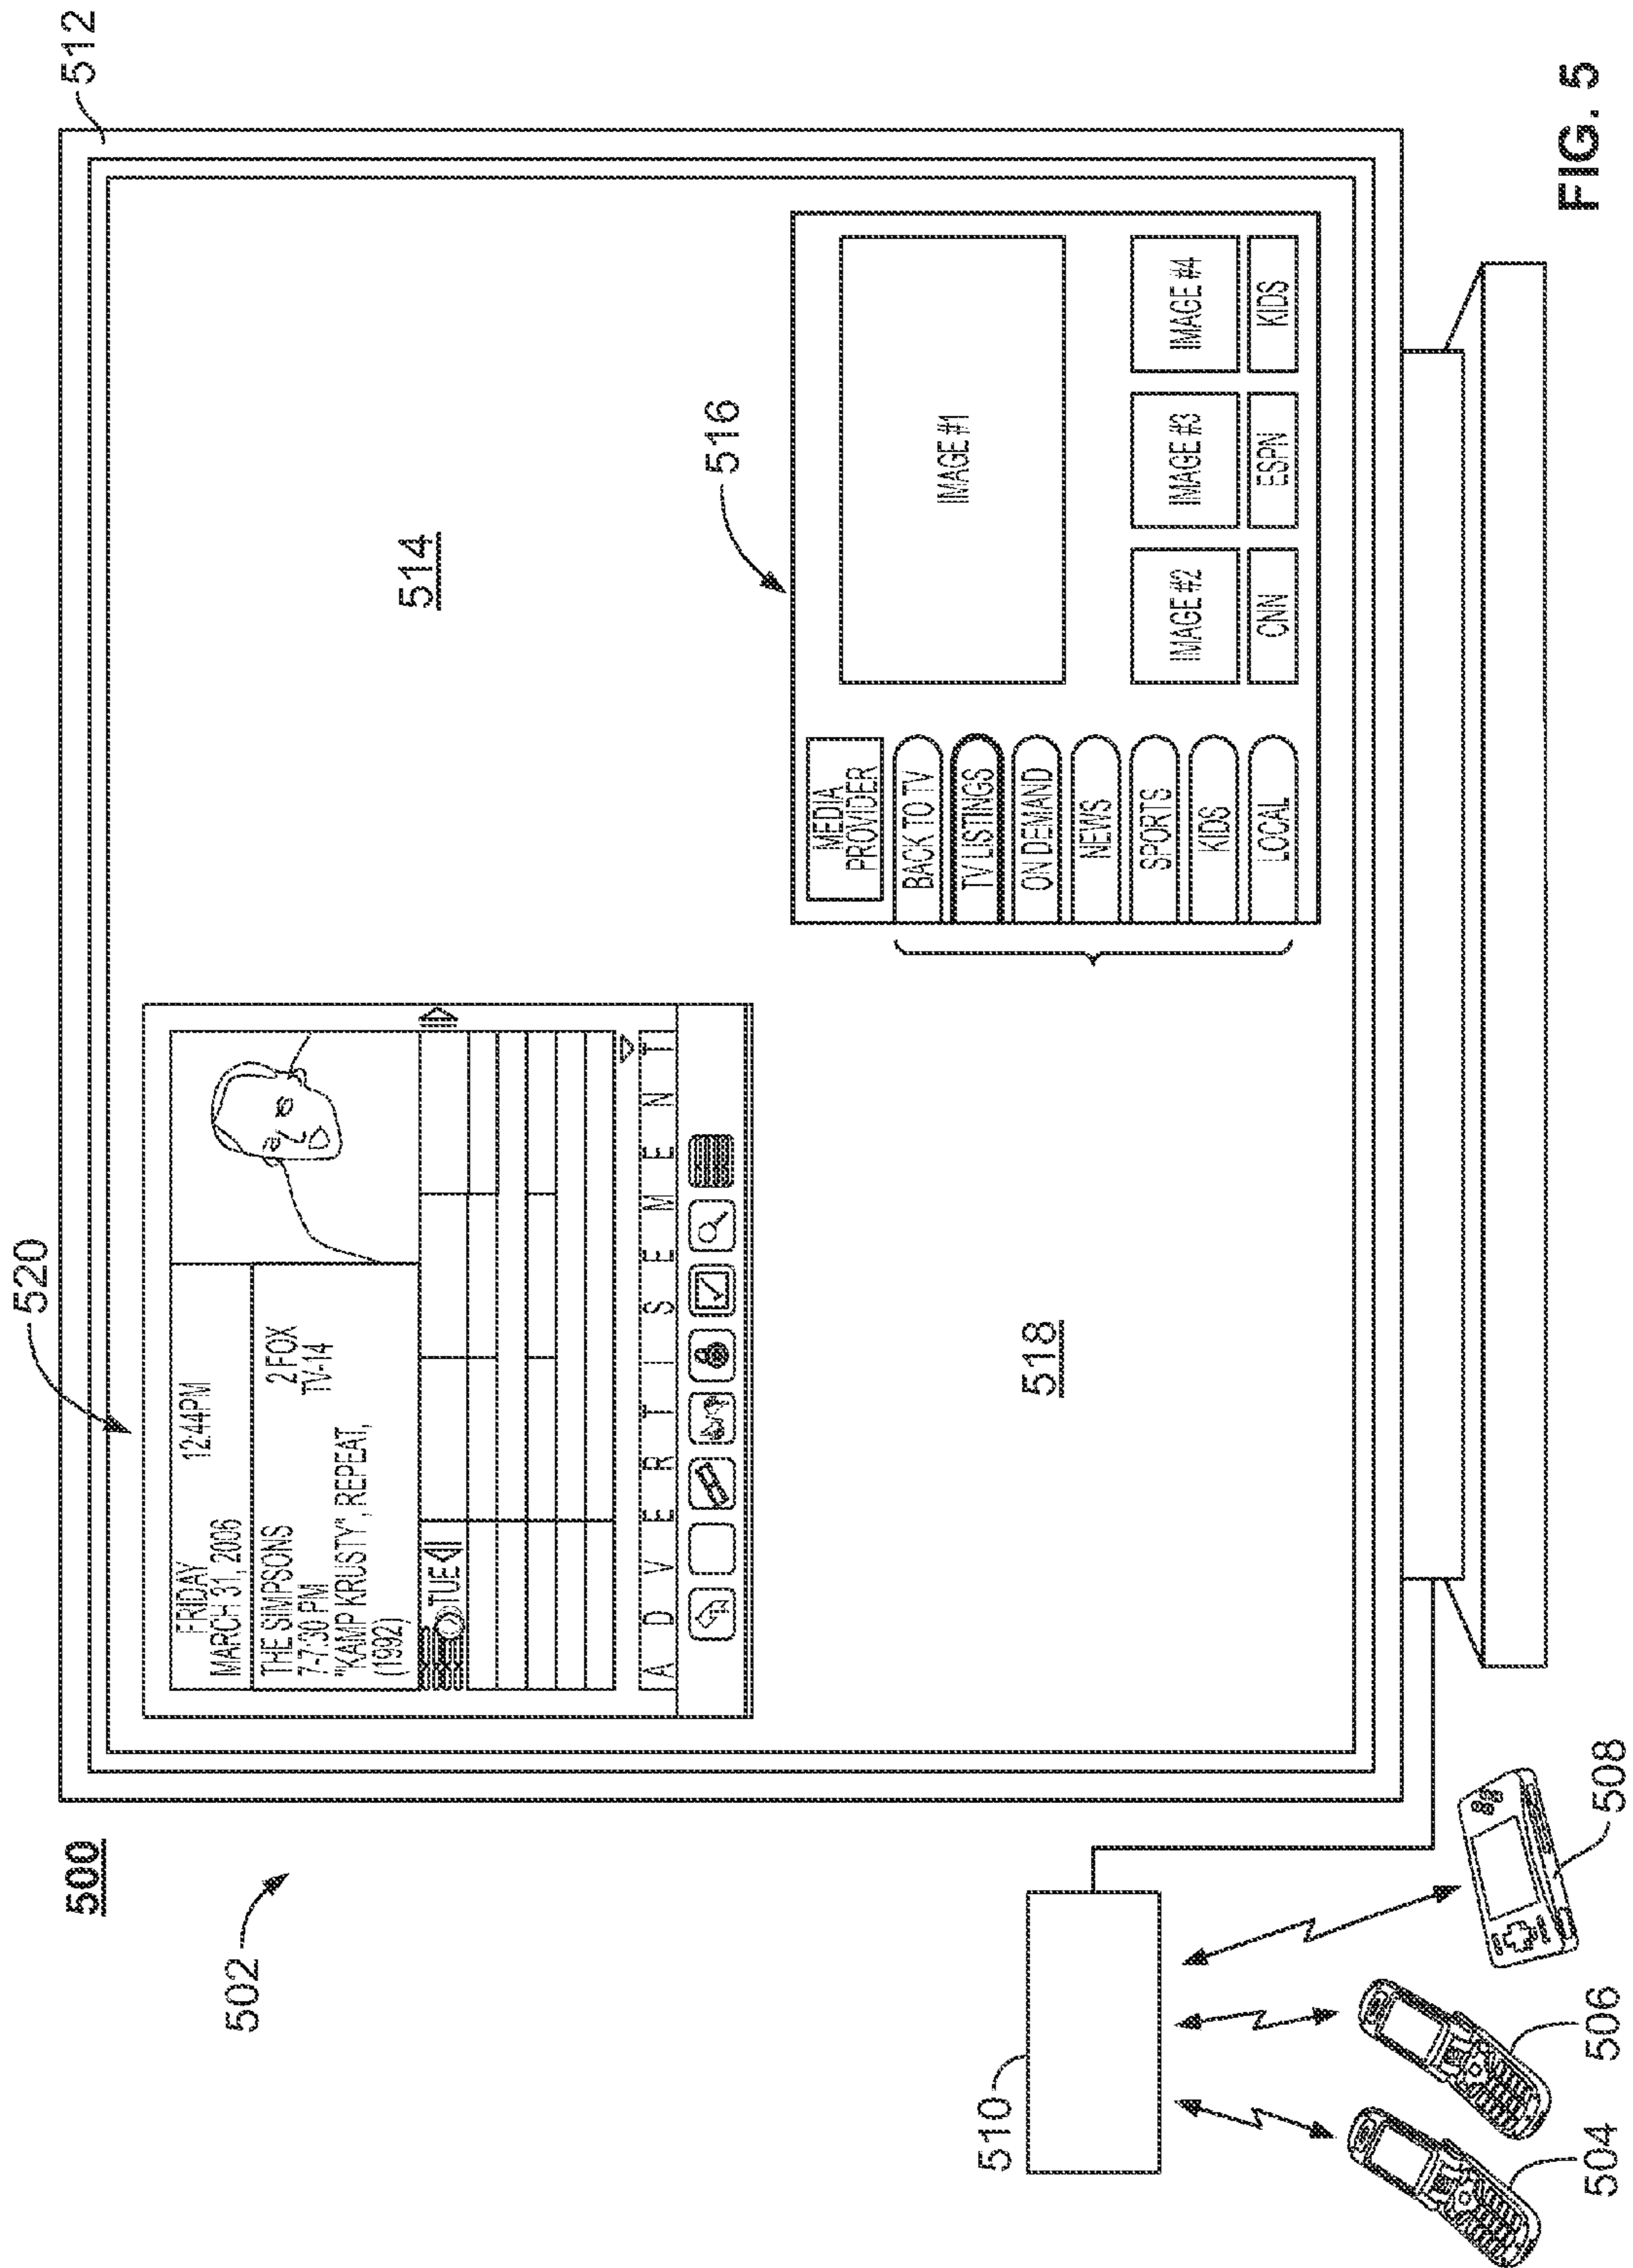 500
502
520
512
FRIDAY 12:44PM
MARCH 31, 2006
THE SIMPSONS 2 FOX
7-7:30 PM TV-14
"KAMP KRUSTY", REPEAT,
(1992)
TUE
A D V E R T I S E M E N T
514
516
MEDIA
PROVIDER
BACK TO TV
TV LISTINGS
ON DEMAND
NEWS
SPORTS
KIDS
LOCAL
IMAGE #1
IMAGE #2
IMAGE #3
IMAGE #4
CNN
ESPN
KIDS
518
510
504
506
508
FIG. 5